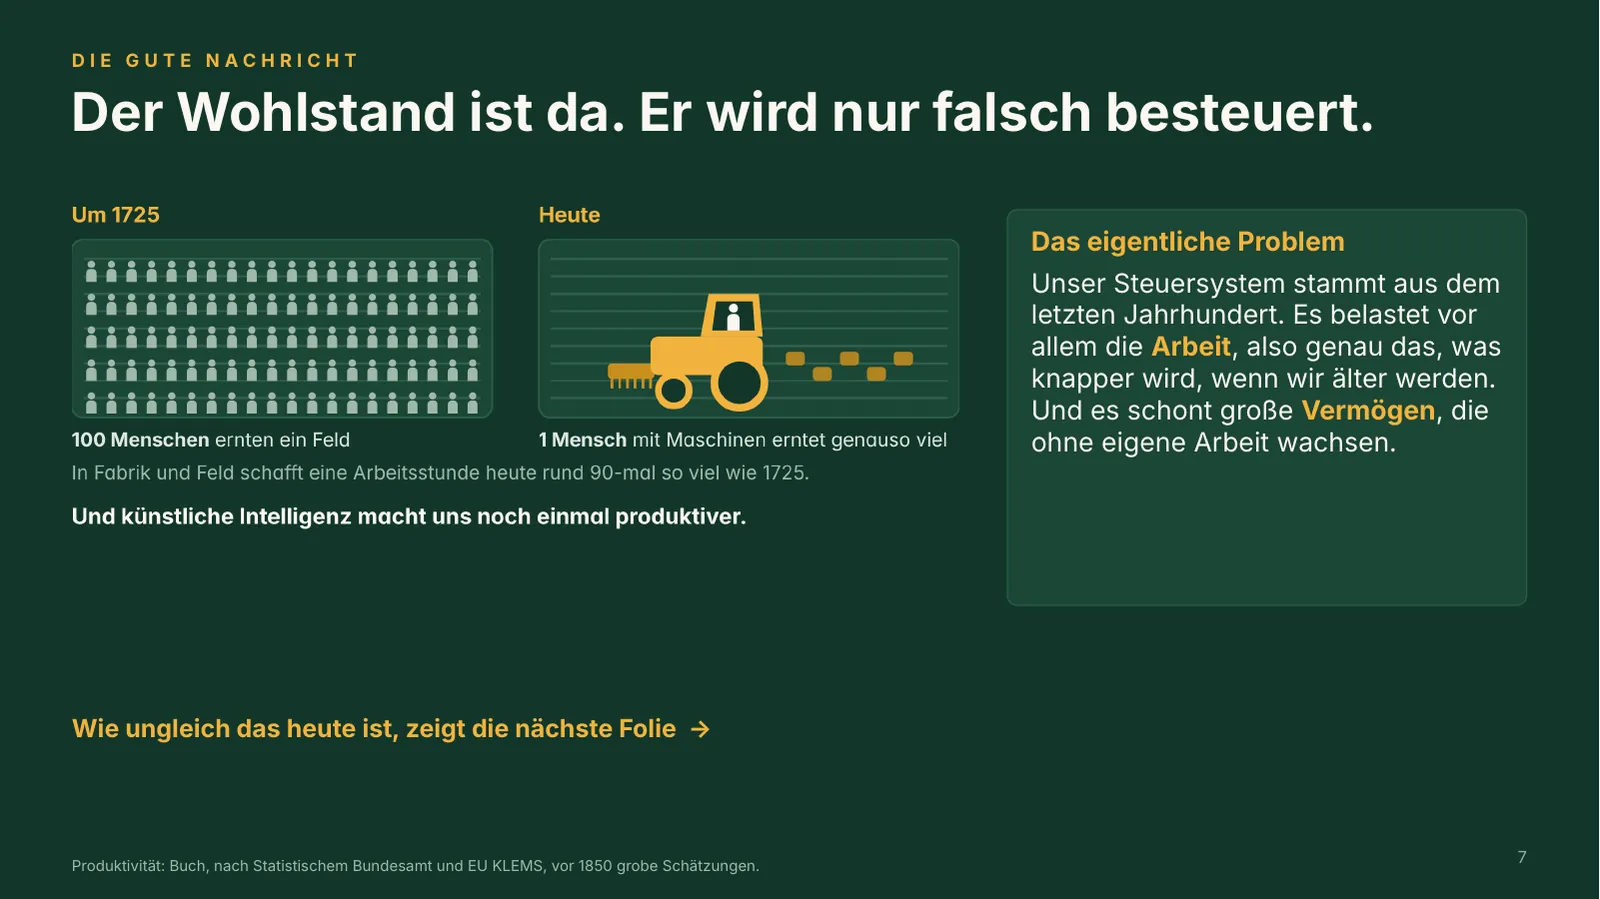 DIE GUTE NACHRICHT
Der Wohlstand ist da. Er wird nur falsch besteuert.
Um 1725
100 Menschen ernten ein Feld
Heute
1 Mensch mit Maschinen erntet genauso viel
In Fabrik und Feld schafft eine Arbeitsstunde heute rund 90-mal so viel wie 1725.
Und künstliche Intelligenz macht uns noch einmal produktiver.
Das eigentliche Problem
Unser Steuersystem stammt aus dem
letzten Jahrhundert. Es belastet vor
allem die Arbeit, also genau das, was
knapper wird, wenn wir älter werden.
Und es schont große Vermögen, die
ohne eigene Arbeit wachsen.
Wie ungleich das heute ist, zeigt die nächste Folie →
Produktivität: Buch, nach Statistischem Bundesamt und EU KLEMS, vor 1850 grobe Schätzungen.
7